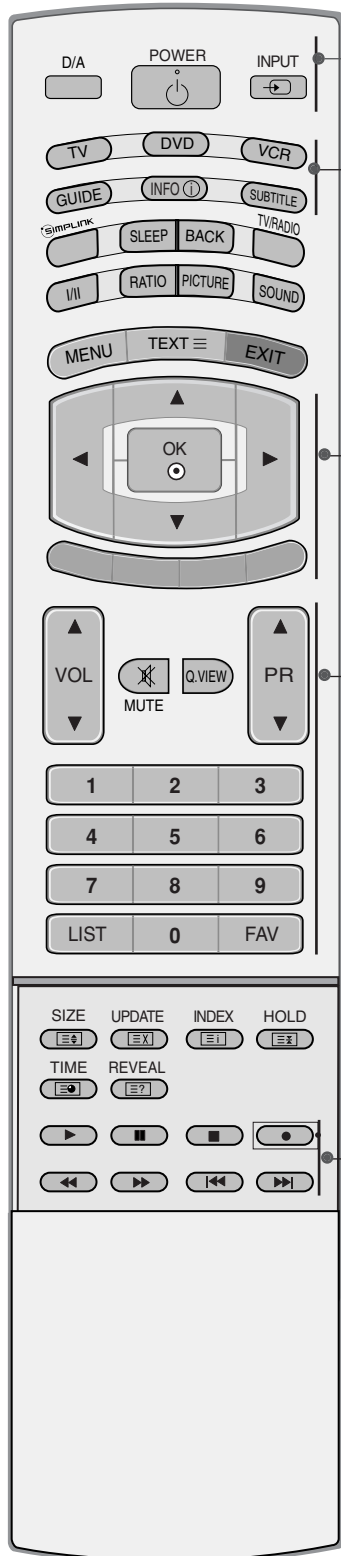 D/A POWER INPUT
TV DVD VCR
GUIDE INFO i SUBTITLE
SIMPLINK SLEEP BACK TV/RADIO
I/II RATIO PICTURE SOUND
MENU TEXT EXIT
OK
VOL Q.VIEW PR
MUTE
1 2 3
4 5 6
7 8 9
LIST 0 FAV
SIZE UPDATE INDEX HOLD
X i
TIME REVEAL
?